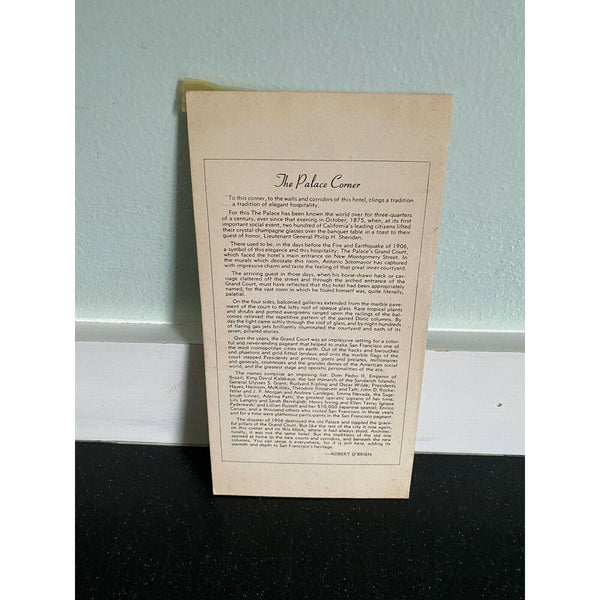 The Palace Corner
To this corner, to the walls and corridors of this hotel, clings a tradition
. . . a tradition of elegant hospitality.
For this The Palace has been known the world over for three-quarters
of a century, ever since that evening in October, 1875, when, at its first
important social event, two hundred of California's leading citizens lifted
their crystal champagne glasses over the banquet table in a toast to their
guest of honor, Lieutenant General Philip H. Sheridan.
There used to be, in the days before the Fire and Earthquake of 1906,
a symbol of this elegance and this hospitality: The Palace's Grand Court,
which faced the hotel's main entrance on New Montgomery Street. In
the murals which decorate this room, Antonio Sotomayor has captured
with impressive charm and taste the feeling of that great inner courtyard.
The arriving guest in those days, when his horse-drawn hack or car-
riage clattered off the street and through the arched entrance of the
Grand Court, must have reflected that this hotel had been appropriately
named, for the vast room in which he found himself was, quite literally,
palatial.
On the four sides, balconied galleries extended from the marble pave-
ment of the court to the lofty roof of opaque glass. Rare tropical plants
and shrubs and potted evergreens ranged upon the railings of the bal-
conies relieved the repetitive pattern of the paired Doric columns. By
day the light came softly through the roof of glass, and by night hundreds
of flaring gas jets brilliantly illuminated the courtyard and each of its
seven, pillared stories.
Over the years, the Grand Court was an impressive setting for a color-
ful and never-ending pageant that helped to make San Francisco one of
the most cosmopolitan cities on earth. Out of the hacks and barouches
and phaetons and gold-fitted landaus and onto the marble flags of the
court stepped Presidents and princes, poets and prelates, millionaires
and generals, courtesans and the grandes dames of the American social
world, and the greatest stage and operatic personalities of the era.
The names compose an imposing list: Dom Pedro II, Emperor of
Brazil; King David Kalakaua, the last monarch of the Sandwich Islands;
General Ulysses S. Grant; Rudyard Kipling and Oscar Wilde; Presidents
Hayes, Harrison, McKinley, Theodore Roosevelt and Taft; John D. Rocke-
feller and J. P. Morgan and Andrew Carnegie; Emma Nevada, the Sage-
brush Linnet; Adelina Patti, the greatest operatic soprano of her time;
Lily Langtry and Sarah Bernhardt; Henry Irving and Ellen Terry; Ignatz
Paderewski and Lillian Russell and her $10,000 Japanese spaniel; Enrico
Caruso, and a thousand others who visited San Francisco in those years
and for a time were glamorous participants in the San Francisco pageant.
The disaster of 1906 destroyed the old Palace and toppled the grace-
ful pillars of the Grand Court. But like the rest of the city it rose again,
on this corner and on this block, where it had always stood. Architec-
turally, it was not the same hotel. But the traditions of the old one
seemed at home in the new courts and corridors, and beneath the new
columns. You can sense it everywhere, for it is still here, adding its
warmth and depth to San Francisco's heritage.
—ROBERT O'BRIEN